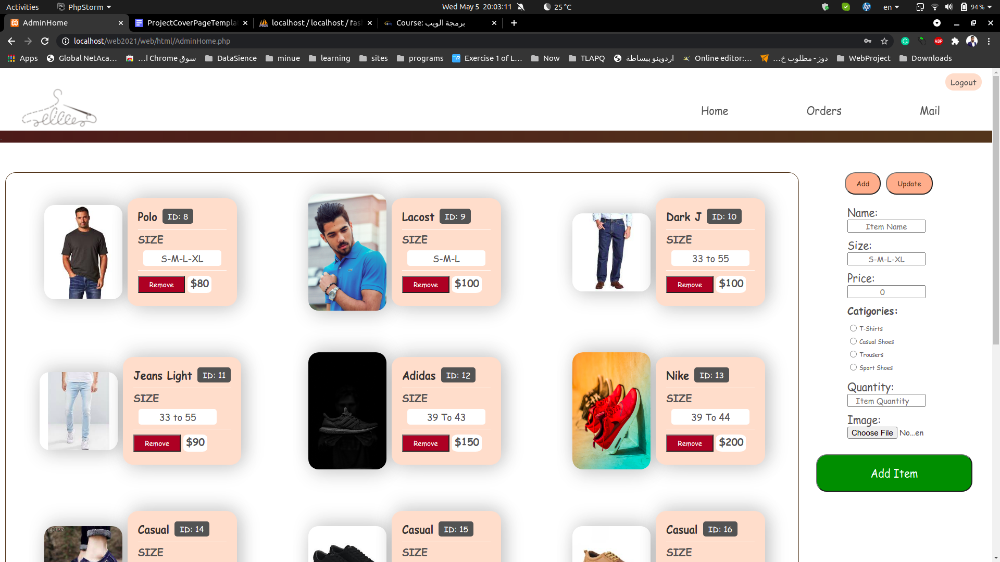 Activities PhpStorm Wed May 5 20:03:11 25 °C en 94 %
AdminHome ProjectCoverPageTempla localhost / localhost / fas Course: برمجة الويب
localhost/web2021/web/html/AdminHome.php
Apps Global NetAca... سوق Chrome ا... DataSience minue learning sites programs Exercise 1 of L... Now TLAPQ اردوينو ببساطة Online editor:... دوز - مطلوب خ... WebProject Downloads
Logout
Home Orders Mail
Add Update
Polo ID: 8
SIZE
S-M-L-XL
Remove $80
Lacost ID: 9
SIZE
S-M-L
Remove $100
Dark J ID: 10
SIZE
33 to 55
Remove $100
Jeans Light ID: 11
SIZE
33 to 55
Remove $90
Adidas ID: 12
SIZE
39 To 43
Remove $150
Nike ID: 13
SIZE
39 To 44
Remove $200
Casual ID: 14
SIZE
Casual ID: 15
SIZE
Casual ID: 16
SIZE
Name:
Item Name
Size:
S-M-L-XL
Price:
0
Catigories:
T-Shirts
Casual Shoes
Trousers
Sport Shoes
Quantity:
Item Quantity
Image:
Choose File No...en
Add Item